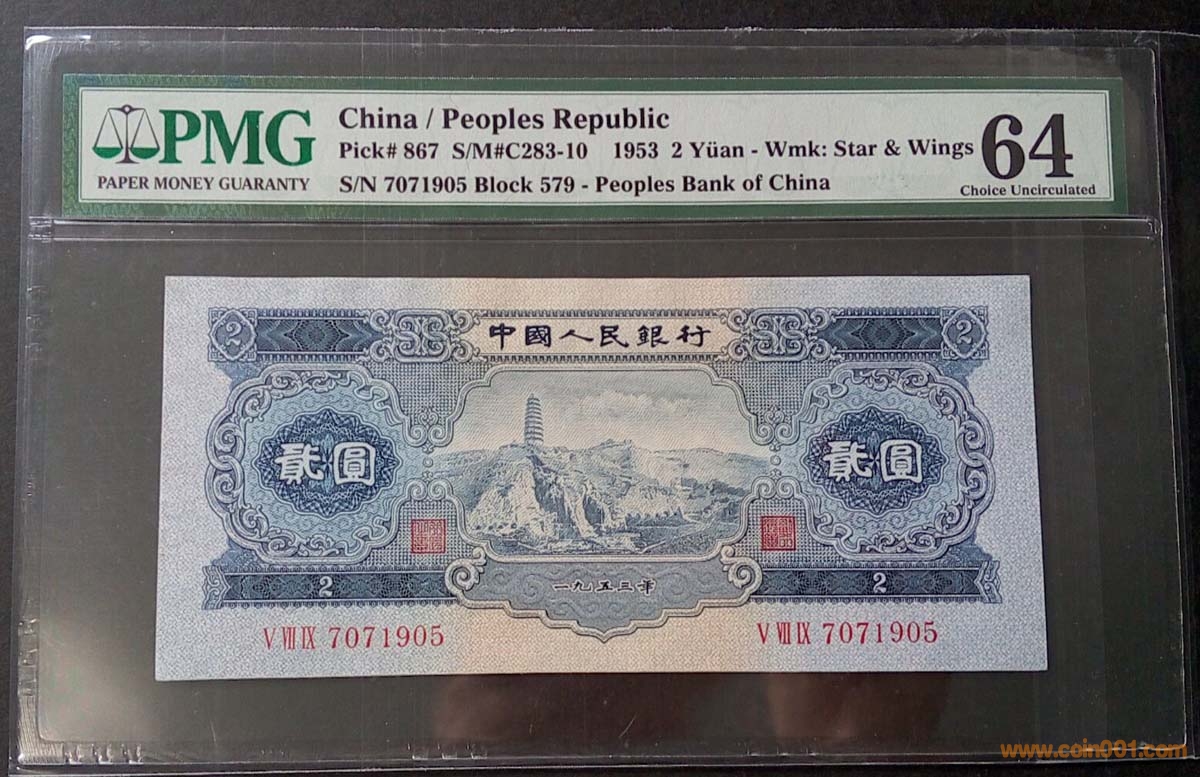 PMG
PAPER MONEY GUARANTY
China / Peoples Republic
Pick# 867 S/M#C283-10 1953 2 Yüan - Wmk: Star & Wings
S/N 7071905 Block 579 - Peoples Bank of China
64
Choice Uncirculated
2
中國人民銀行
2
貳圓
貳圓
2
一九五三年
2
V VII IX 7071905
V VII IX 7071905
www.coin001.com